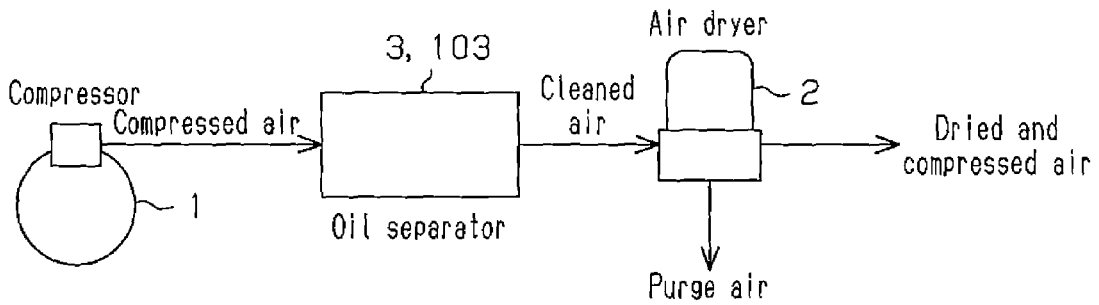 Compressor
1
Compressed air
3, 103
Oil separator
Cleaned
air
Air dryer
2
Purge air
Dried and
compressed air